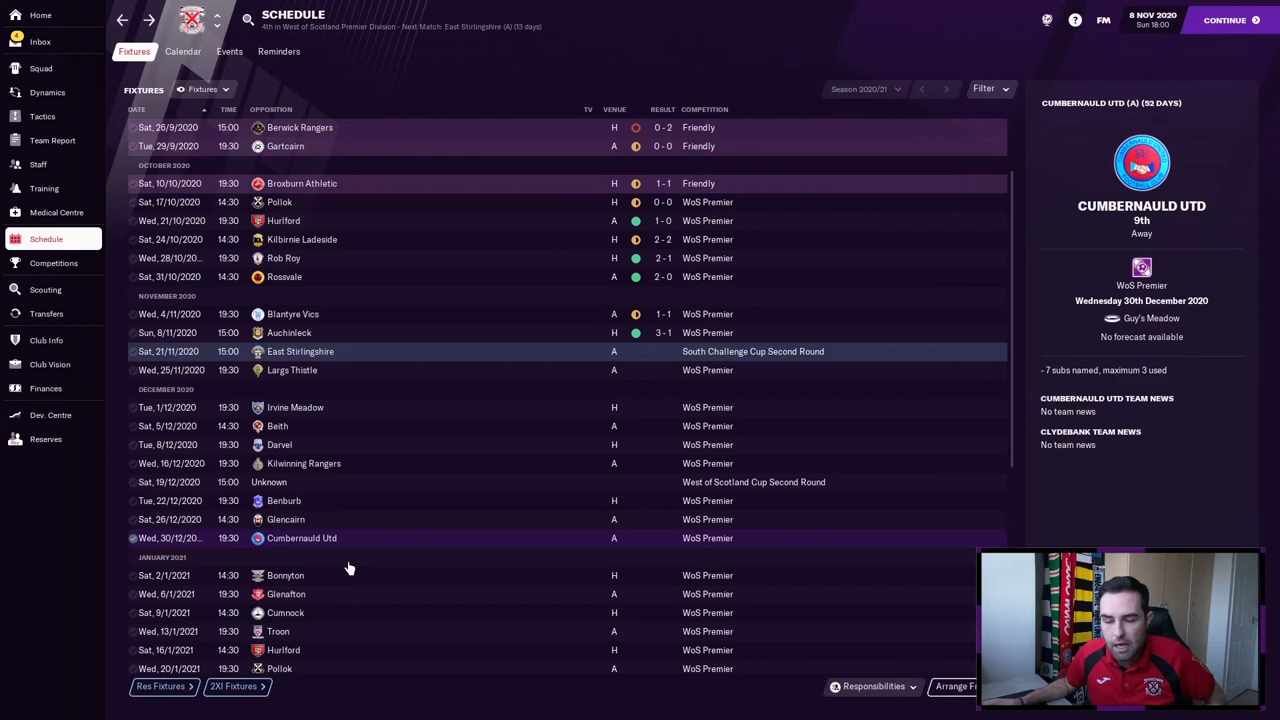 Home
4
Inbox
Squad
Dynamics
Tactics
Team Report
Staff
Training
Medical Centre
Schedule
Competitions
Scouting
Transfers
Club Info
Club Vision
Finances
Dev. Centre
Reserves
SCHEDULE
4th in West of Scotland Premier Division - Next Match: East Stirlingshire (A) (13 days)
? FM
8 NOV 2020
Sun 18:00
CONTINUE
Fixtures Calendar Events Reminders
FIXTURES Fixtures Season 2020/21 Filter
DATE TIME OPPOSITION TV VENUE RESULT COMPETITION
Sat, 26/9/2020 15:00 Berwick Rangers H 0 - 2 Friendly
Tue, 29/9/2020 19:30 Gartcairn A 0 - 0 Friendly
OCTOBER 2020
Sat, 10/10/2020 19:30 Broxburn Athletic H 1 - 1 Friendly
Sat, 17/10/2020 14:30 Pollok H 0 - 0 WoS Premier
Wed, 21/10/2020 19:30 Hurlford A 1 - 0 WoS Premier
Sat, 24/10/2020 14:30 Kilbirnie Ladeside H 2 - 2 WoS Premier
Wed, 28/10/20... 19:30 Rob Roy H 2 - 1 WoS Premier
Sat, 31/10/2020 14:30 Rossvale A 2 - 0 WoS Premier
NOVEMBER 2020
Wed, 4/11/2020 19:30 Blantyre Vics A 1 - 1 WoS Premier
Sun, 8/11/2020 15:00 Auchinleck H 3 - 1 WoS Premier
Sat, 21/11/2020 15:00 East Stirlingshire A South Challenge Cup Second Round
Wed, 25/11/2020 19:30 Largs Thistle A WoS Premier
DECEMBER 2020
Tue, 1/12/2020 19:30 Irvine Meadow H WoS Premier
Sat, 5/12/2020 14:30 Beith A WoS Premier
Tue, 8/12/2020 19:30 Darvel H WoS Premier
Wed, 16/12/2020 19:30 Kilwinning Rangers A WoS Premier
Sat, 19/12/2020 15:00 Unknown West of Scotland Cup Second Round
Tue, 22/12/2020 19:30 Benburb H WoS Premier
Sat, 26/12/2020 14:30 Glencairn A WoS Premier
Wed, 30/12/20... 19:30 Cumbernauld Utd A WoS Premier
JANUARY 2021
Sat, 2/1/2021 14:30 Bonnyton H WoS Premier
Wed, 6/1/2021 19:30 Glenafton A WoS Premier
Sat, 9/1/2021 14:30 Cumnock H WoS Premier
Wed, 13/1/2021 19:30 Troon A WoS Premier
Sat, 16/1/2021 14:30 Hurlford H WoS Premier
Wed, 20/1/2021 19:30 Pollok A WoS Premier
Res Fixtures 2XI Fixtures Responsibilities Arrange
CUMBERNAULD UTD (A) (52 DAYS)
CUMBERNAULD UTD
9th
Away
WoS Premier
Wednesday 30th December 2020
Guy's Meadow
No forecast available
- 7 subs named, maximum 3 used
CUMBERNAULD UTD TEAM NEWS
No team news
CLYDEBANK TEAM NEWS
No team news